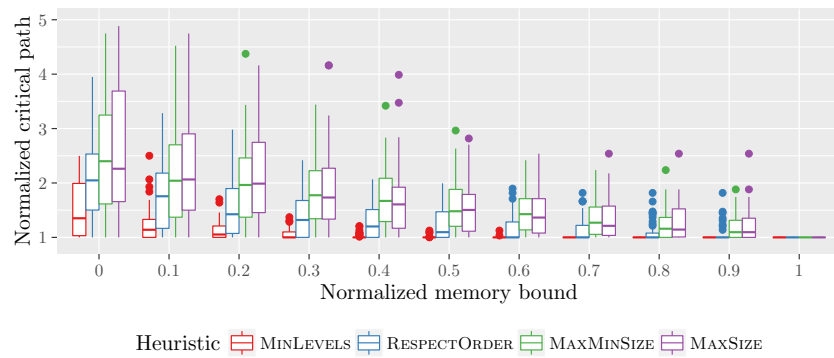 Normalized critical path
5
4
3
2
1
0 0.1 0.2 0.3 0.4 0.5 0.6 0.7 0.8 0.9 1
Normalized memory bound
Heuristic MINLEVELS RESPECTORDER MAXMINSIZE MAXSIZE